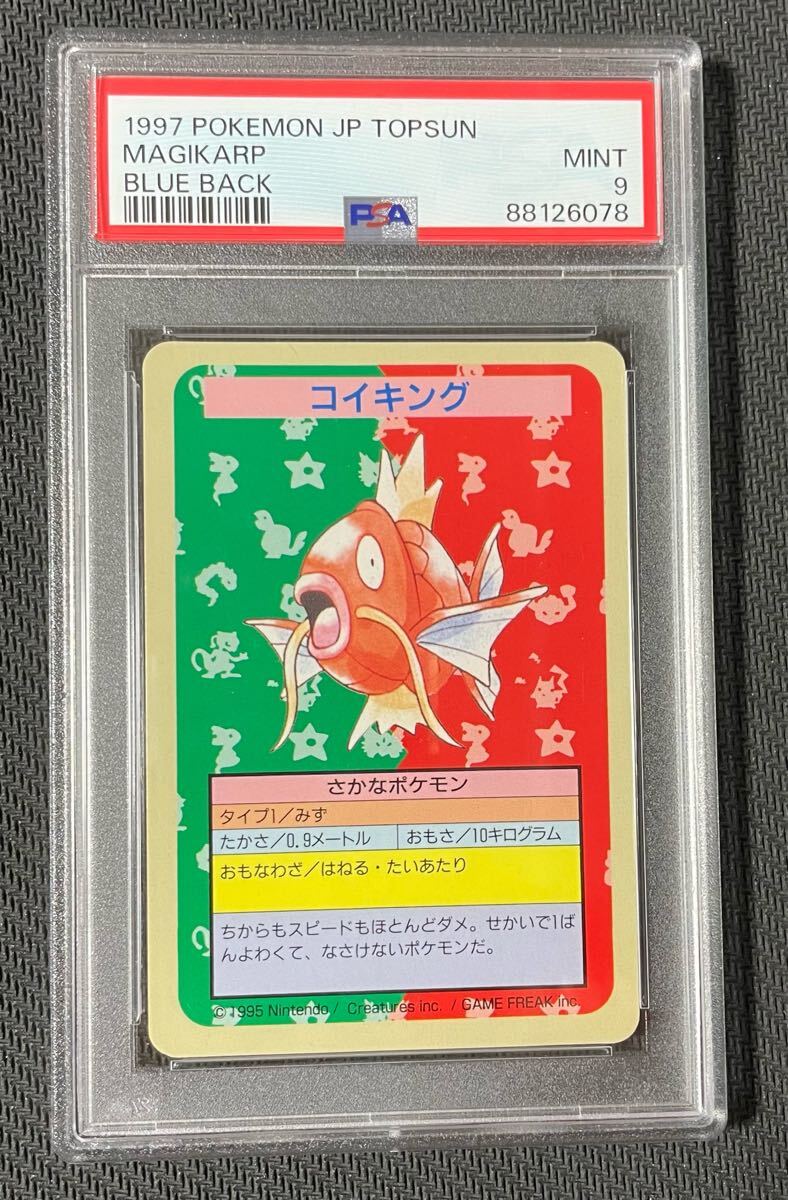 1997 POKEMON JP TOPSUN
MAGIKARP MINT
BLUE BACK 9
PSA 88126078
コイキング
さかなポケモン
タイプ1/みず
たかさ/0.9メートル おもさ/10キログラム
おもなわざ/はねる・たいあたり
ちからもスピードもほとんどダメ。せかいで1ば
んよわくて、なさけないポケモンだ。
©1995 Nintendo / Creatures inc. / GAME FREAK inc.